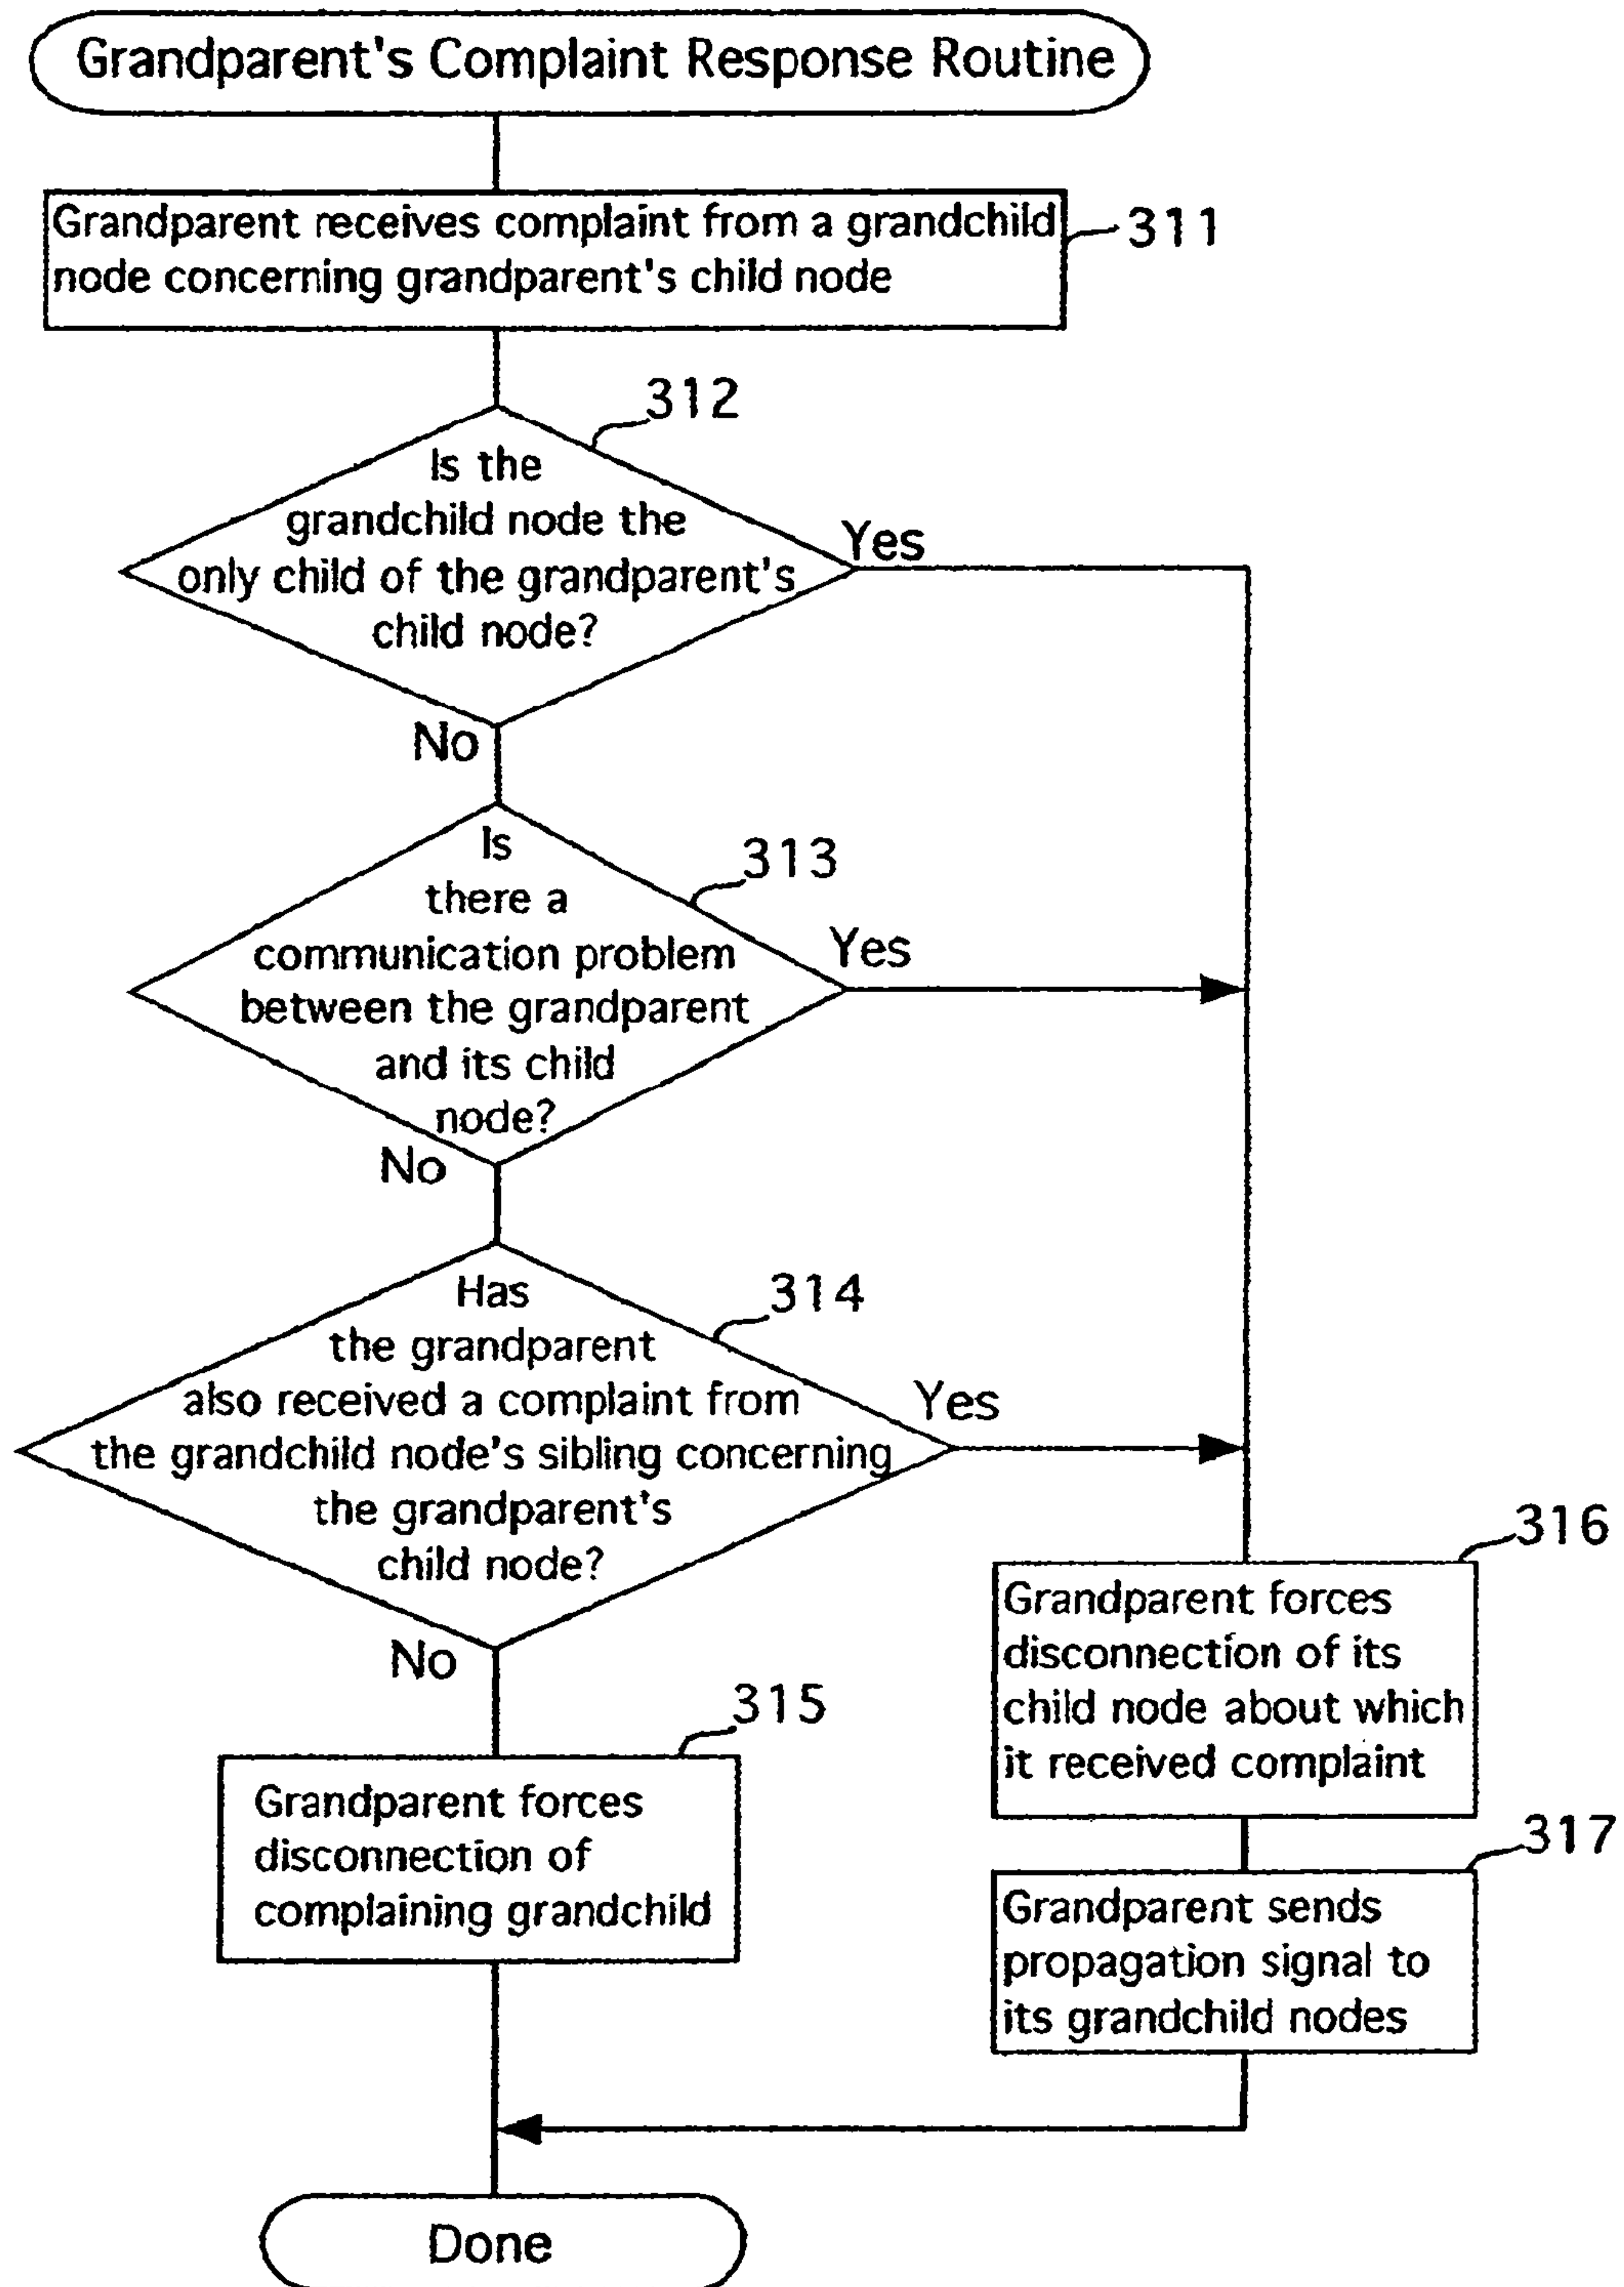 Grandparent's Complaint Response Routine
Grandparent receives complaint from a grandchild
node concerning grandparent's child node
311
312
Is the
grandchild node the
only child of the grandparent's
child node?
Yes
No
313
Is
there a
communication problem
between the grandparent
and its child
node?
Yes
No
314
Has
the grandparent
also received a complaint from
the grandchild node's sibling concerning
the grandparent's
child node?
Yes
No
315
Grandparent forces
disconnection of
complaining grandchild
316
Grandparent forces
disconnection of its
child node about which
it received complaint
317
Grandparent sends
propagation signal to
its grandchild nodes
Done